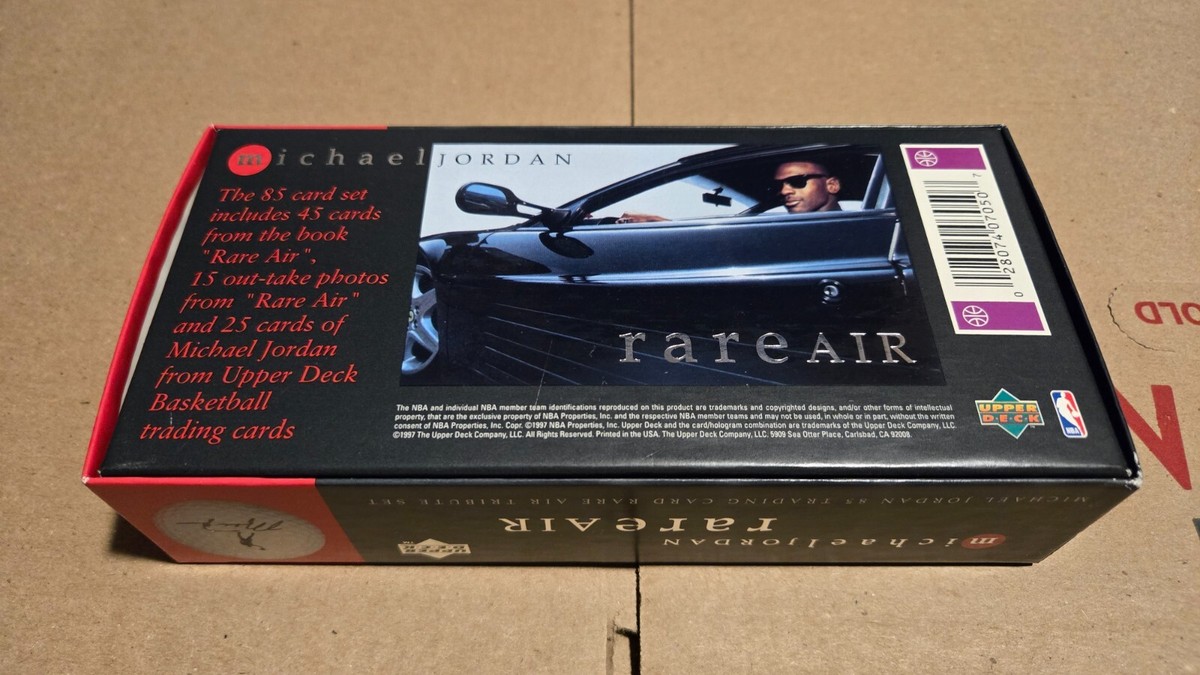 michael JORDAN
The 85 card set
includes 45 cards
from the book
"Rare Air",
15 out-take photos
from "Rare Air"
and 25 cards of
Michael Jordan
from Upper Deck
Basketball
trading cards
rare AIR
0 28074 07050 7
The NBA and individual NBA member team identifications reproduced on this product are trademarks and copyrighted designs, and/or other forms of intellectual
property, that are the exclusive property of NBA Properties, Inc. and the respective NBA member teams and may not be used, in whole or in part, without the written
consent of NBA Properties, Inc. Copr. ©1997 NBA Properties, Inc. Upper Deck and the card/hologram combination are trademarks of the Upper Deck Company, LLC.
©1997 The Upper Deck Company, LLC. All Rights Reserved. Printed in the USA. The Upper Deck Company, LLC. 5909 Sea Otter Place, Carlsbad, CA 92008.
UPPER
DECK
NBA
MICHAEL JORDAN 85 TRADING CARD RARE AIR TRIBUTE SET
rare AIR
michael JORDAN
UPPER
DECK
OLD
N